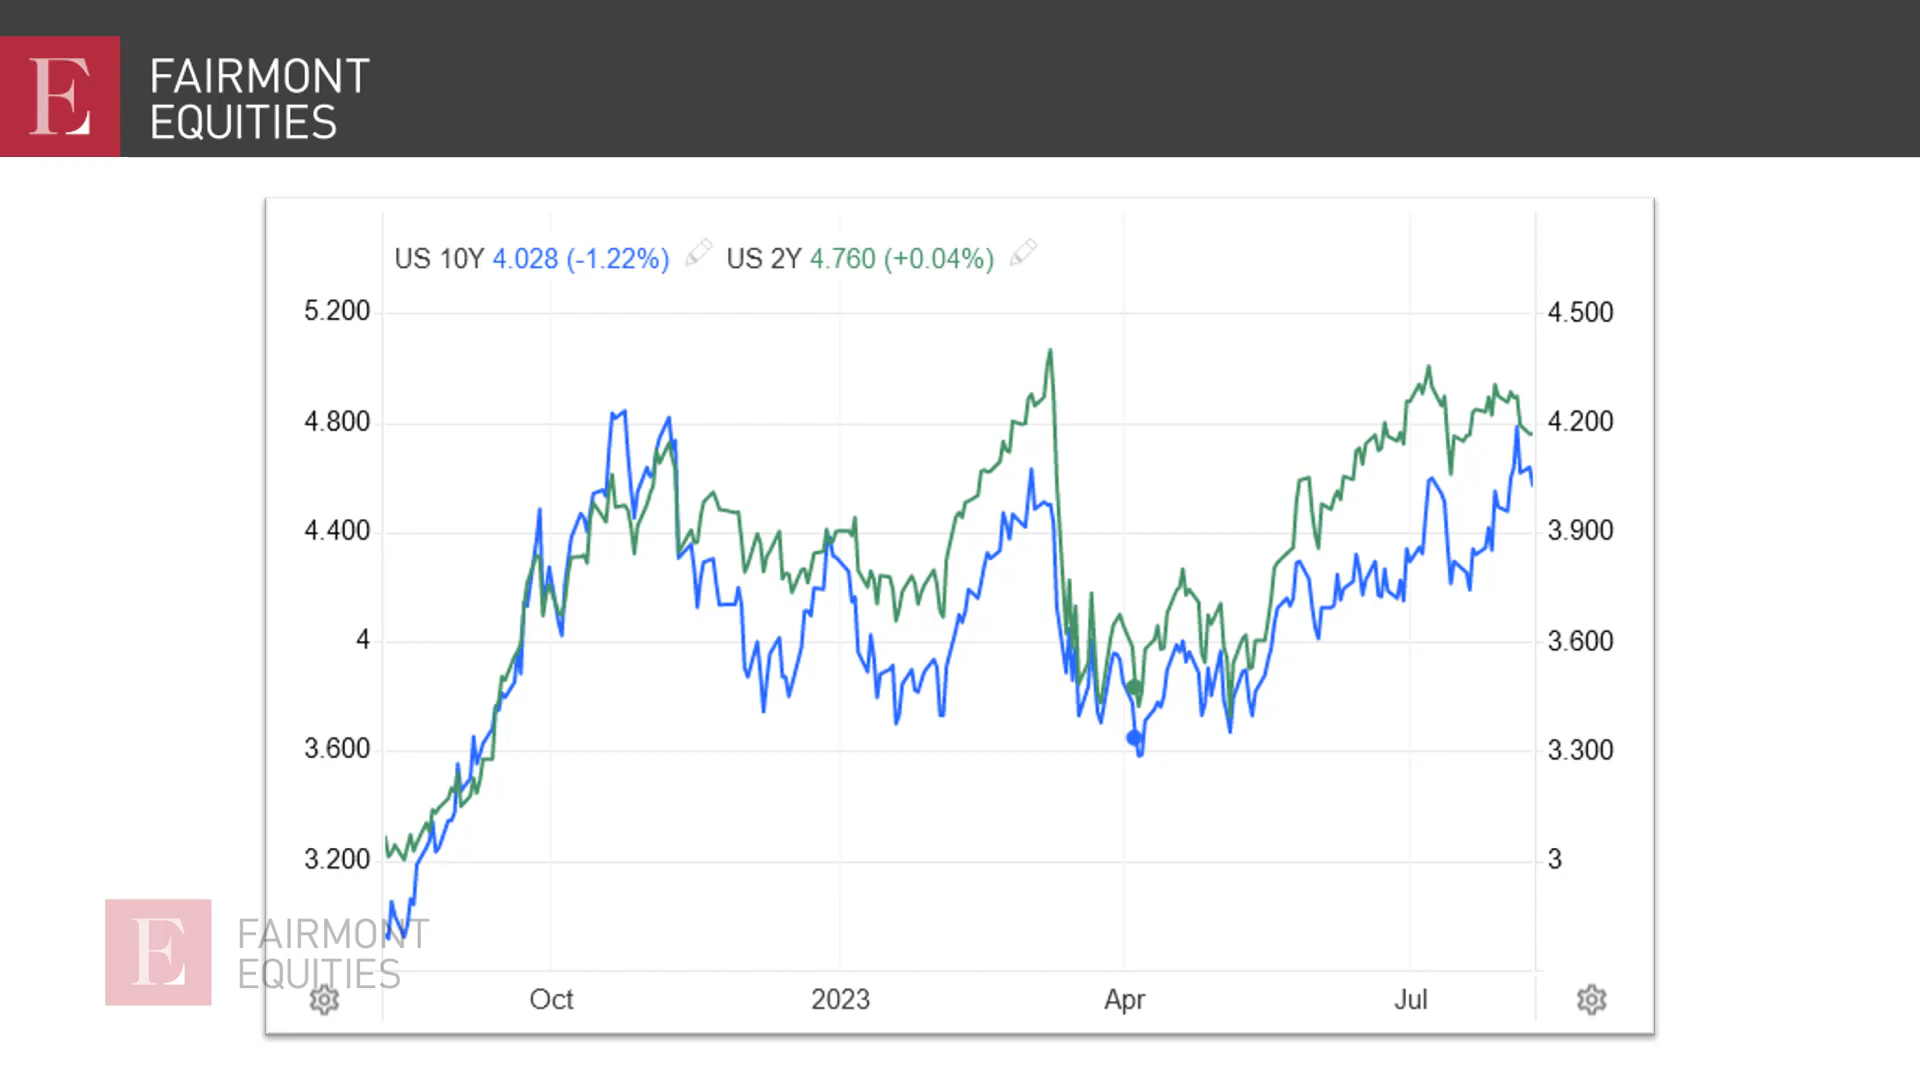 FAIRMONT
EQUITIES
US 10Y 4.028 (-1.22%) US 2Y 4.760 (+0.04%)
5.200 4.500
4.800 4.200
4.400 3.900
4 3.600
3.600 3.300
3.200 3
E
E
FAIRMONT
EQUITIES
Oct 2023 Apr Jul